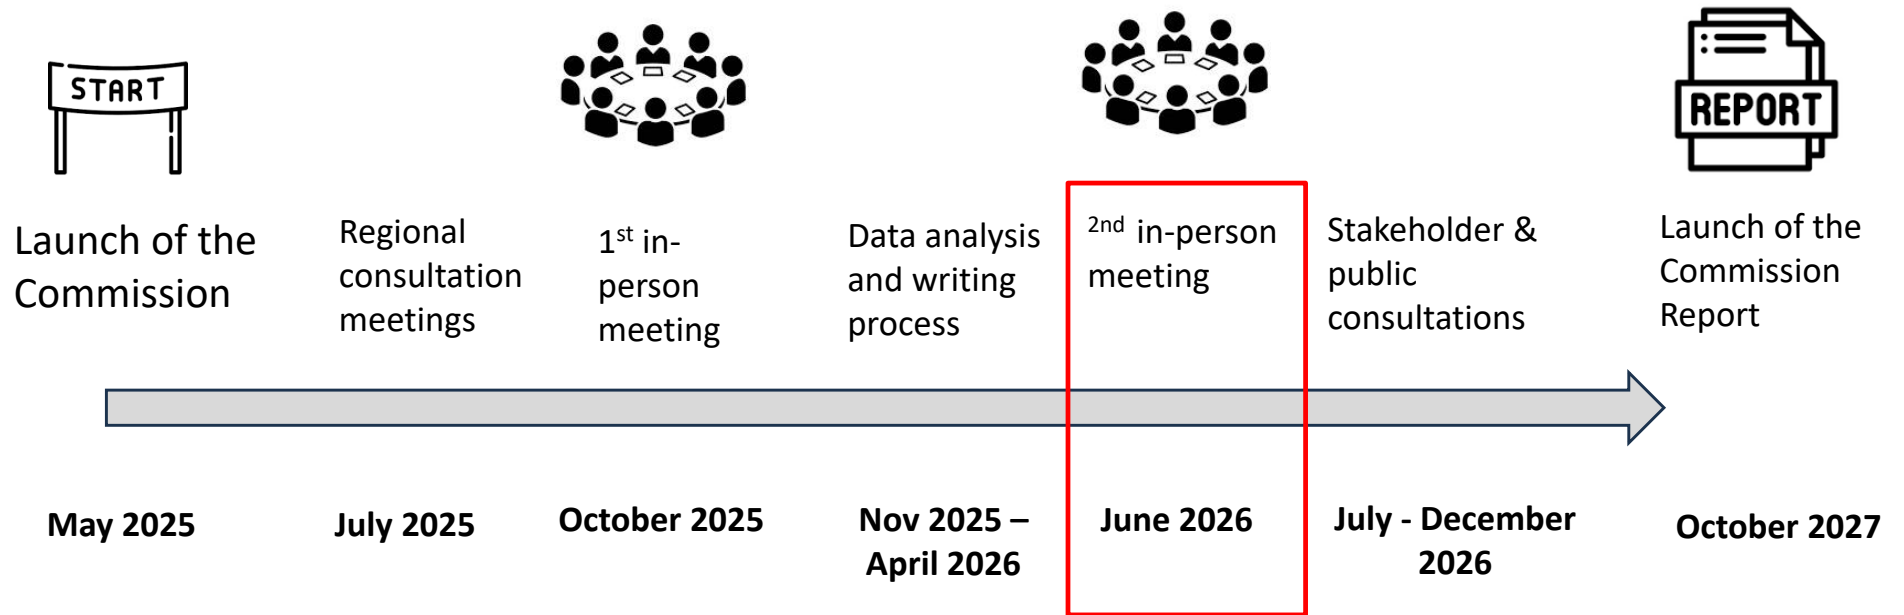 START
REPORT
Launch of the
Commission
Regional
consultation
meetings
1st in-
person
meeting
Data analysis
and writing
process
2nd in-person
meeting
Stakeholder &
public
consultations
Launch of the
Commission
Report
May 2025
July 2025
October 2025
Nov 2025 –
April 2026
June 2026
July - December
2026
October 2027